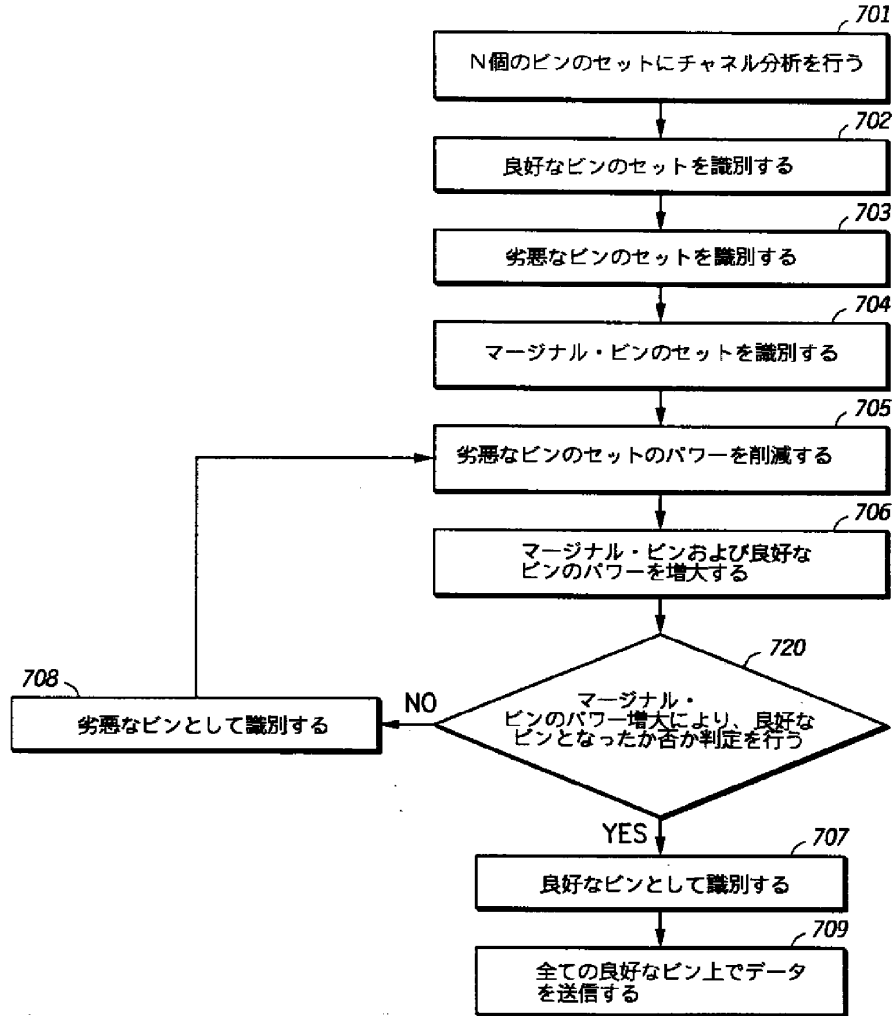 701
N個のビンのセットにチャネル分析を行う
702
良好なビンのセットを識別する
703
劣悪なビンのセットを識別する
704
マージナル・ビンのセットを識別する
705
劣悪なビンのセットのパワーを削減する
706
マージナル・ビンおよび良好な
ビンのパワーを増大する
720
マージナル・
ビンのパワー増大により、良好な
ビンとなったか否か判定を行う
NO
708
劣悪なビンとして識別する
YES
707
良好なビンとして識別する
709
全ての良好なビン上でデータ
を送信する